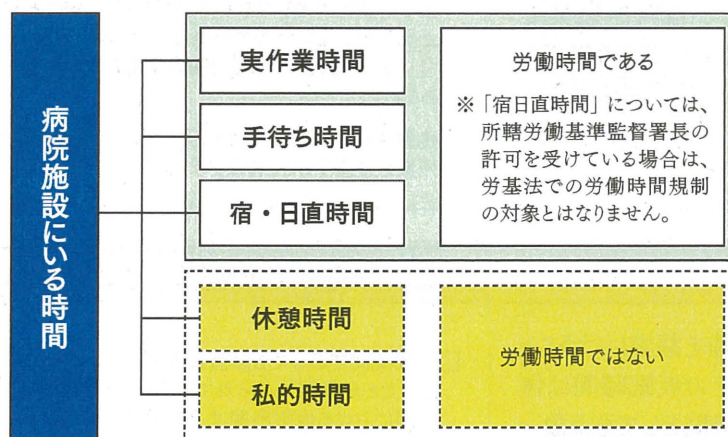 病院施設にいる時間
実作業時間
手待ち時間
宿・日直時間
労働時間である
※「宿日直時間」については、
所轄労働基準監督署長の
許可を受けている場合は、
労基法での労働時間規制
の対象とはなりません。
休憩時間
私的時間
労働時間ではない